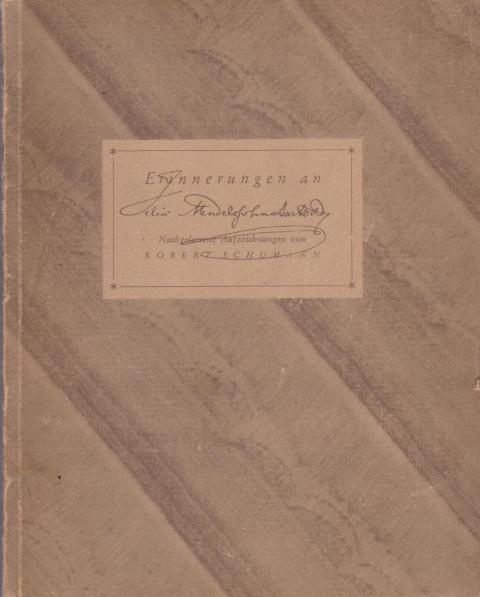 Erinnerungen an
Felix Mendelssohn Bartholdy
Nachgelassene Aufzeichnungen von
ROBERT SCHUMANN